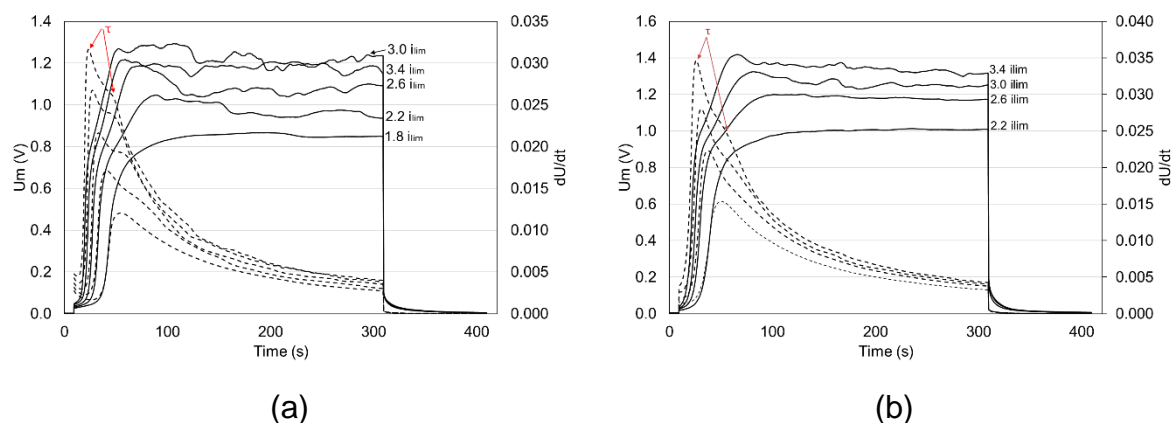 1.4
1.2
1.0
0.8
0.6
0.4
0.2
0.0
Um (V)
0
100
200
300
400
Time (s)
0.035
0.030
0.025
0.020
0.015
0.010
0.005
0.000
dU/dt
τ
3.0 ilim
3.4 ilim
2.6 ilim
2.2 ilim
1.8 ilim
(a)
1.6
1.4
1.2
1.0
0.8
0.6
0.4
0.2
0.0
Um (V)
0
100
200
300
400
Time (s)
0.040
0.035
0.030
0.025
0.020
0.015
0.010
0.005
0.000
dU/dt
τ
3.4 ilim
3.0 ilim
2.6 ilim
2.2 ilim
(b)